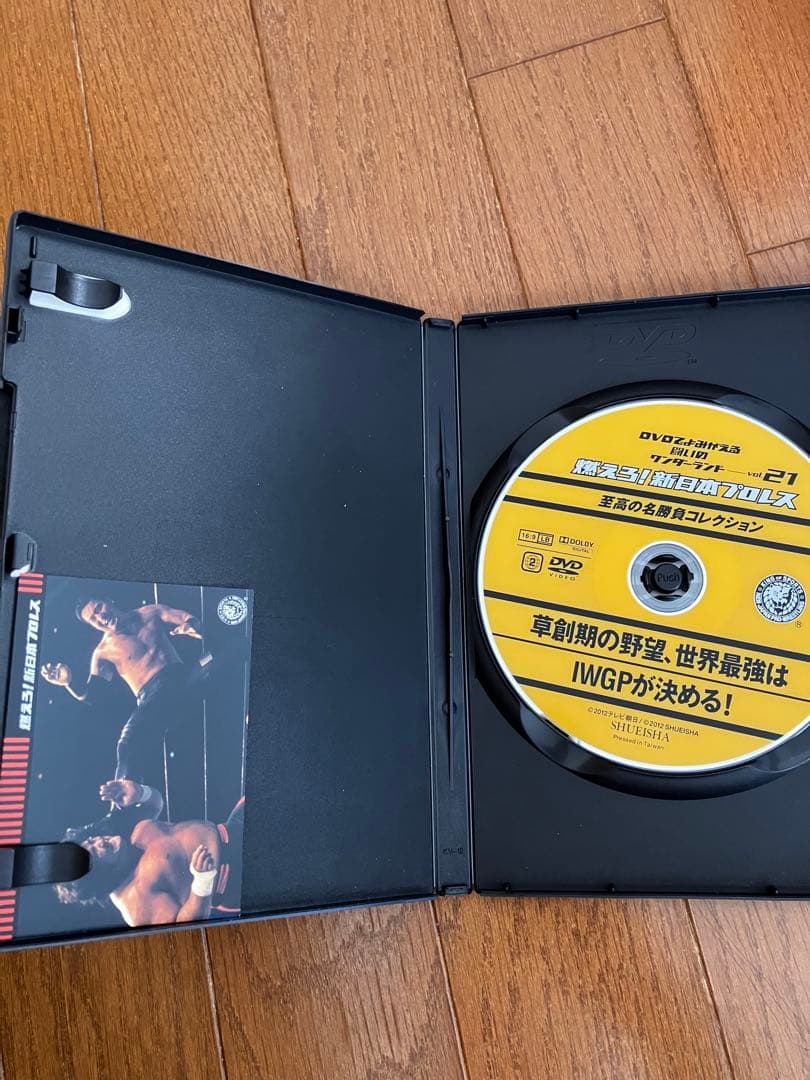 DVD
DVDでよみがえる
闘いの
ワンダーランド vol.21
燃えろ!新日本プロレス
至高の名勝負コレクション
16:9 LB DOLBY
DIGITAL
2 DVD
VIDEO
Push
KING OF SPORTS
®
草創期の野望、世界最強は
IWGPが決める!
©2012テレビ朝日/©2012 SHUEISHA
SHUEISHA
Pressed in Taiwan
燃えろ!新日本プロレス